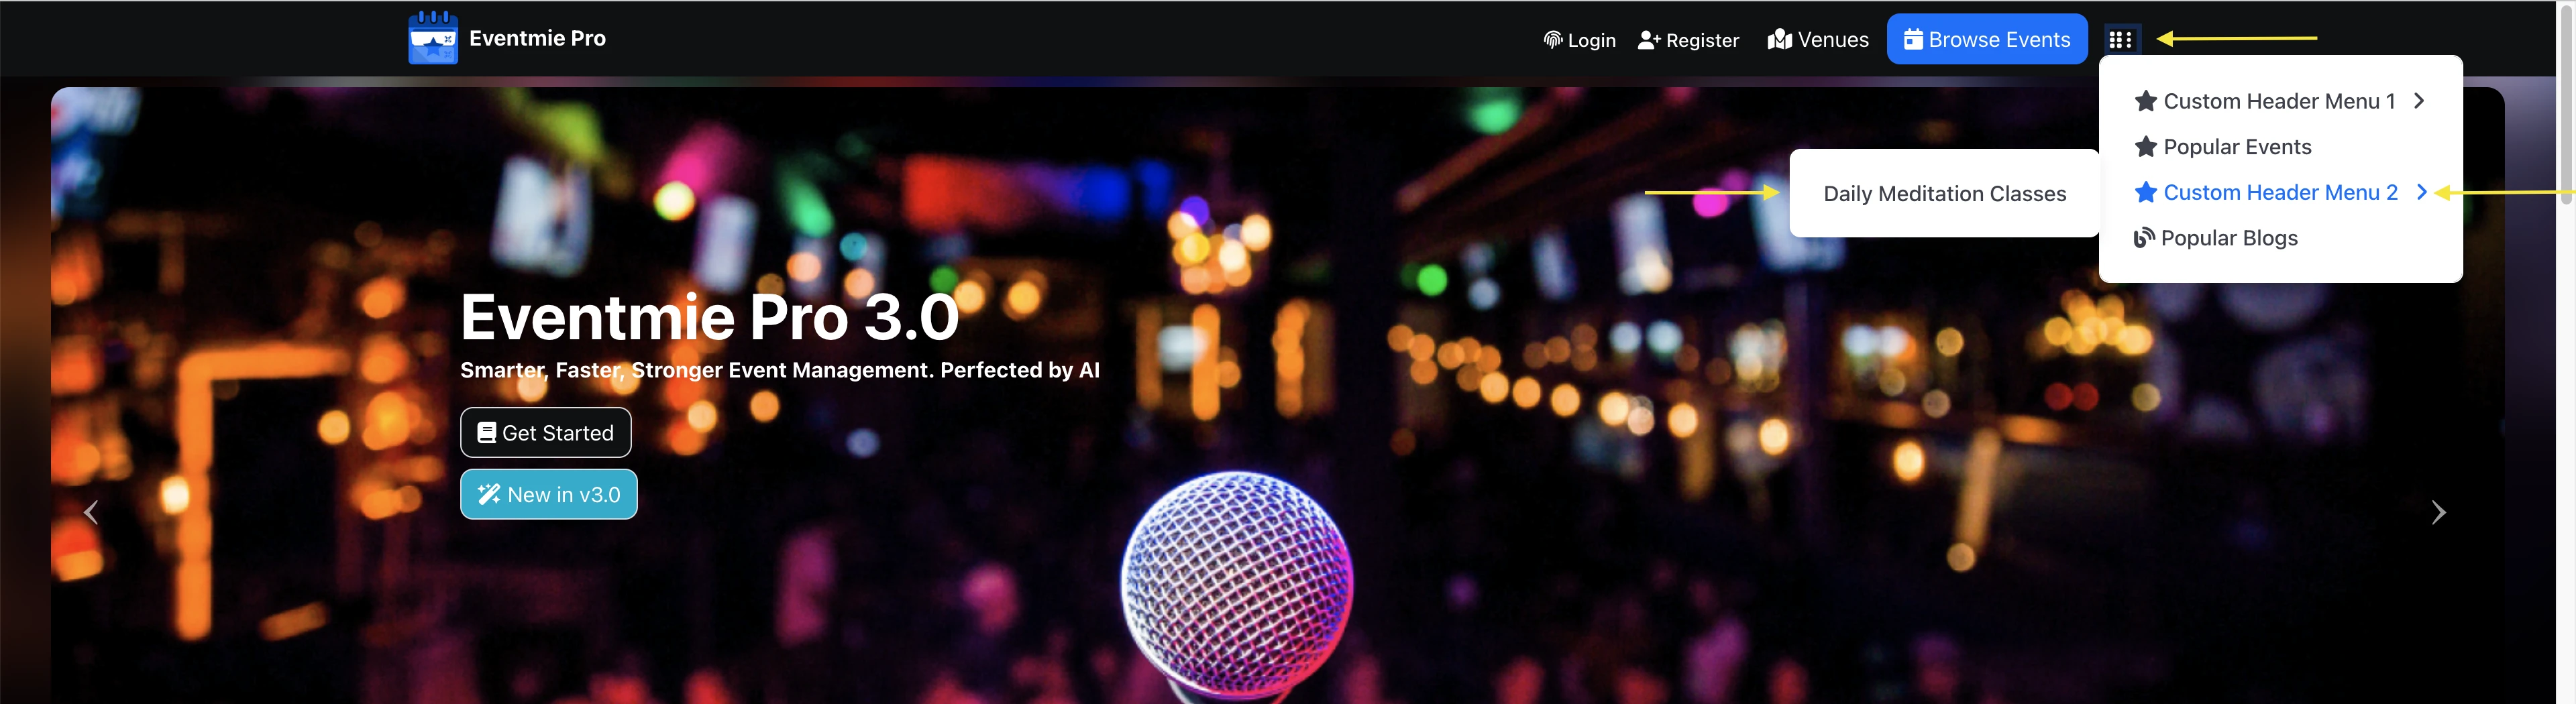 Eventmie Pro
Login
Register
Venues
Browse Events
Custom Header Menu 1
Popular Events
Custom Header Menu 2
Daily Meditation Classes
Popular Blogs
Eventmie Pro 3.0
Smarter, Faster, Stronger Event Management. Perfected by AI
Get Started
New in v3.0